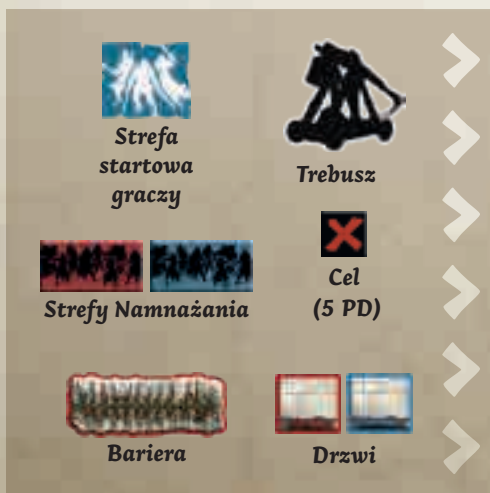 Strefa
startowa
graczy
Trebusz
Strefy Namnażania
Cel
(5 PD)
Bariera
Drzwi